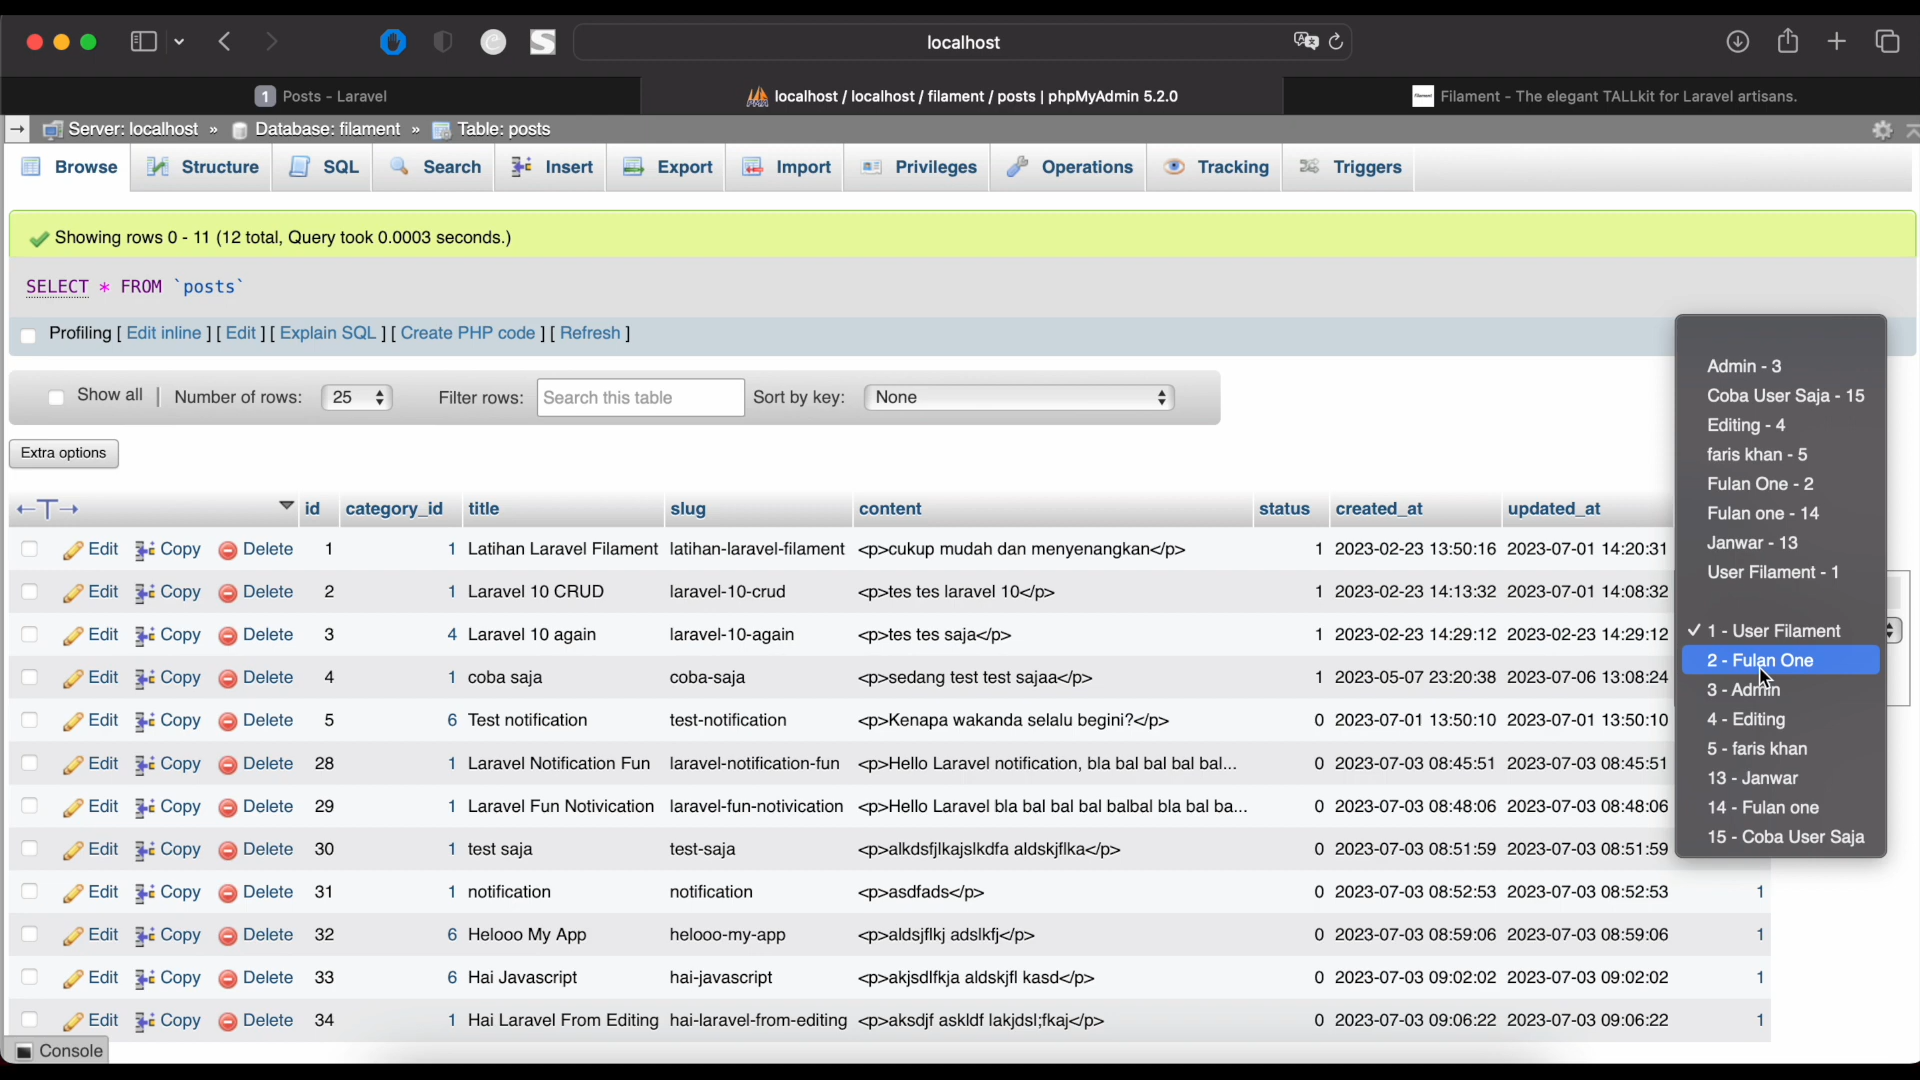 localhost
1 Posts - Laravel
localhost / localhost / filament / posts | phpMyAdmin 5.2.0
Filament - The elegant TALLkit for Laravel artisans.
Server: localhost » Database: filament » Table: posts
Browse Structure SQL Search Insert Export Import Privileges Operations Tracking Triggers
Showing rows 0 - 11 (12 total, Query took 0.0003 seconds.)
SELECT * FROM `posts`
Profiling [ Edit inline ] [ Edit ] [ Explain SQL ] [ Create PHP code ] [ Refresh ]
Show all | Number of rows: 25 Filter rows: Search this table Sort by key: None
Extra options
id category_id title slug content status created_at updated_at
Edit Copy Delete 1 1 Latihan Laravel Filament latihan-laravel-filament <p>cukup mudah dan menyenangkan</p> 1 2023-02-23 13:50:16 2023-07-01 14:20:31
Edit Copy Delete 2 1 Laravel 10 CRUD laravel-10-crud <p>tes tes laravel 10</p> 1 2023-02-23 14:13:32 2023-07-01 14:08:32
Edit Copy Delete 3 4 Laravel 10 again laravel-10-again <p>tes tes saja</p> 1 2023-02-23 14:29:12 2023-02-23 14:29:12
Edit Copy Delete 4 1 coba saja coba-saja <p>sedang test test sajaa</p> 1 2023-05-07 23:20:38 2023-07-06 13:08:24
Edit Copy Delete 5 6 Test notification test-notification <p>Kenapa wakanda selalu begini?</p> 0 2023-07-01 13:50:10 2023-07-01 13:50:10
Edit Copy Delete 28 1 Laravel Notification Fun laravel-notification-fun <p>Hello Laravel notification, bla bal bal bal bal... 0 2023-07-03 08:45:51 2023-07-03 08:45:51
Edit Copy Delete 29 1 Laravel Fun Notivication laravel-fun-notivication <p>Hello Laravel bla bal bal bal balbal bla bal ba... 0 2023-07-03 08:48:06 2023-07-03 08:48:06
Edit Copy Delete 30 1 test saja test-saja <p>alkdsfjlkajslkdfa aldskjflka</p> 0 2023-07-03 08:51:59 2023-07-03 08:51:59
Edit Copy Delete 31 1 notification notification <p>asdfads</p> 0 2023-07-03 08:52:53 2023-07-03 08:52:53 1
Edit Copy Delete 32 6 Helooo My App helooo-my-app <p>aldsjflkj adslkfj</p> 0 2023-07-03 08:59:06 2023-07-03 08:59:06 1
Edit Copy Delete 33 6 Hai Javascript hai-javascript <p>akjsdlfkja aldskjfl kasd</p> 0 2023-07-03 09:02:02 2023-07-03 09:02:02 1
Edit Copy Delete 34 1 Hai Laravel From Editing hai-laravel-from-editing <p>aksdjf askldf lakjdsl;fkaj</p> 0 2023-07-03 09:06:22 2023-07-03 09:06:22 1
Admin - 3
Coba User Saja - 15
Editing - 4
faris khan - 5
Fulan One - 2
Fulan one - 14
Janwar - 13
User Filament - 1
1 - User Filament
2 - Fulan One
3 - Admin
4 - Editing
5 - faris khan
13 - Janwar
14 - Fulan one
15 - Coba User Saja
Console